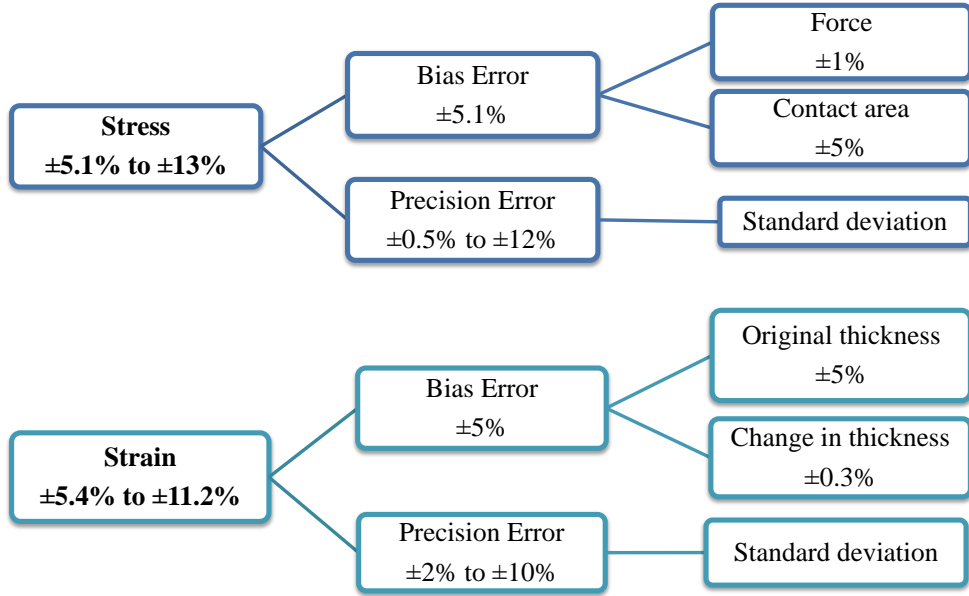 Force
±1%
Bias Error
±5.1%
Contact area
±5%
Stress
±5.1% to ±13%
Precision Error
±0.5% to ±12%
Standard deviation
Original thickness
±5%
Bias Error
±5%
Change in thickness
±0.3%
Strain
±5.4% to ±11.2%
Precision Error
±2% to ±10%
Standard deviation